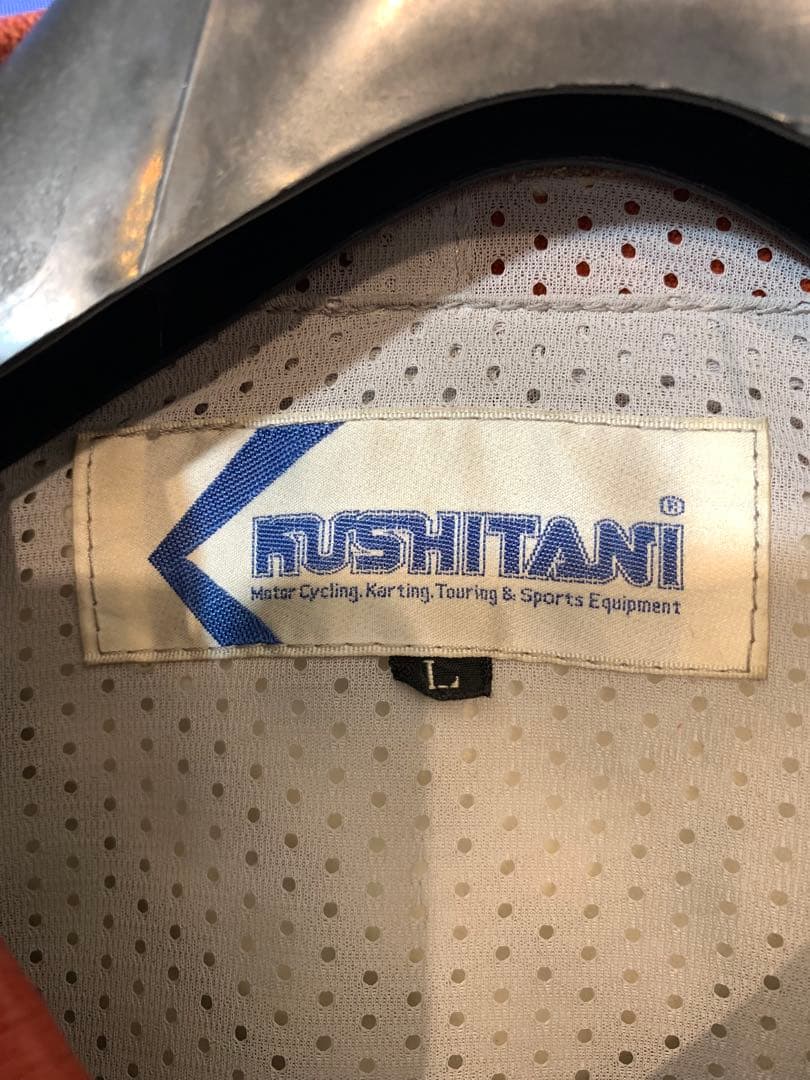 KUSHITANI®
Motor Cycling. Karting. Touring & Sports Equipment
L